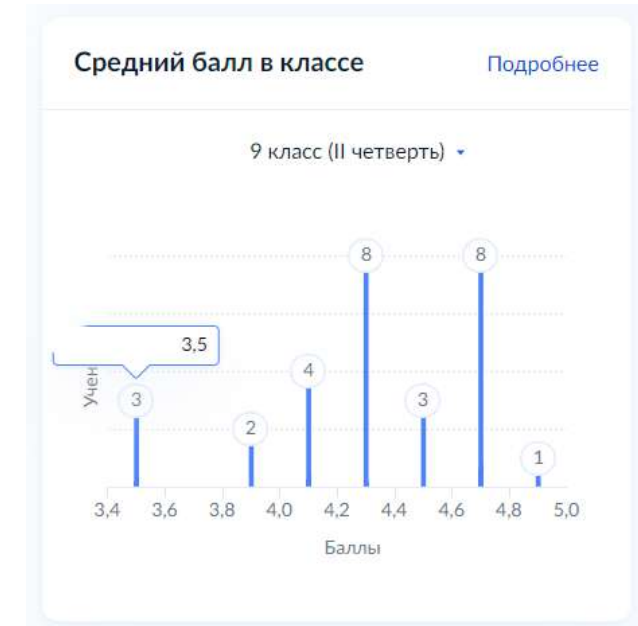 Средний балл в классе
Подробнее
9 класс (II четверть)
8
8
3,5
4
3
3
2
1
Учен
3,4 3,6 3,8 4,0 4,2 4,4 4,6 4,8 5,0
Баллы